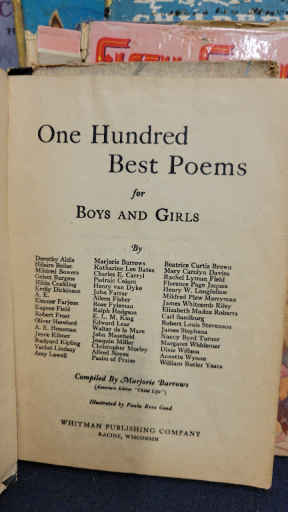 One Hundred
Best Poems
for
BOYS AND GIRLS
By
Dorothy Aldis
Hilaire Belloc
Mildred Bowers
Gelett Burgess
Hilda Conkling
Emily Dickinson
A. E.
Eleanor Farjeon
Eugene Field
Robert Frost
Oliver Herford
A. E. Housman
Joyce Kilmer
Rudyard Kipling
Vachel Lindsay
Amy Lowell
Marjorie Barrows
Katharine Lee Bates
Charles E. Carryl
Padraic Colum
Henry van Dyke
John Farrar
Aileen Fisher
Rose Fyleman
Ralph Hodgson
E. L. M. King
Edward Lear
Walter de la Mare
John Masefield
Joaquin Miller
Christopher Morley
Alfred Noyes
Psalm of Praise
Beatrice Curtis Brown
Mary Carolyn Davies
Rachel Lyman Field
Florence Page Jaques
Henry W. Longfellow
Mildred Plew Merryman
James Whitcomb Riley
Elizabeth Madox Roberts
Carl Sandburg
Robert Louis Stevenson
James Stephens
Nancy Byrd Turner
Margaret Widdemer
Dixie Willson
Annette Wynne
William Butler Yeats
Compiled By Marjorie Barrows
(Associate Editor "Child Life")
Illustrated by Paula Rees Good
WHITMAN PUBLISHING COMPANY
RACINE, WISCONSIN